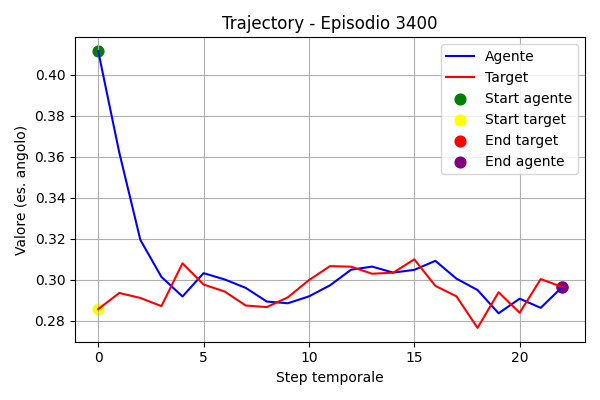 Trajectory - Episodio 3400
Valore (es. angolo)
0.40
0.38
0.36
0.34
0.32
0.30
0.28
Agente
Target
Start agente
Start target
End target
End agente
0 5 10 15 20
Step temporale